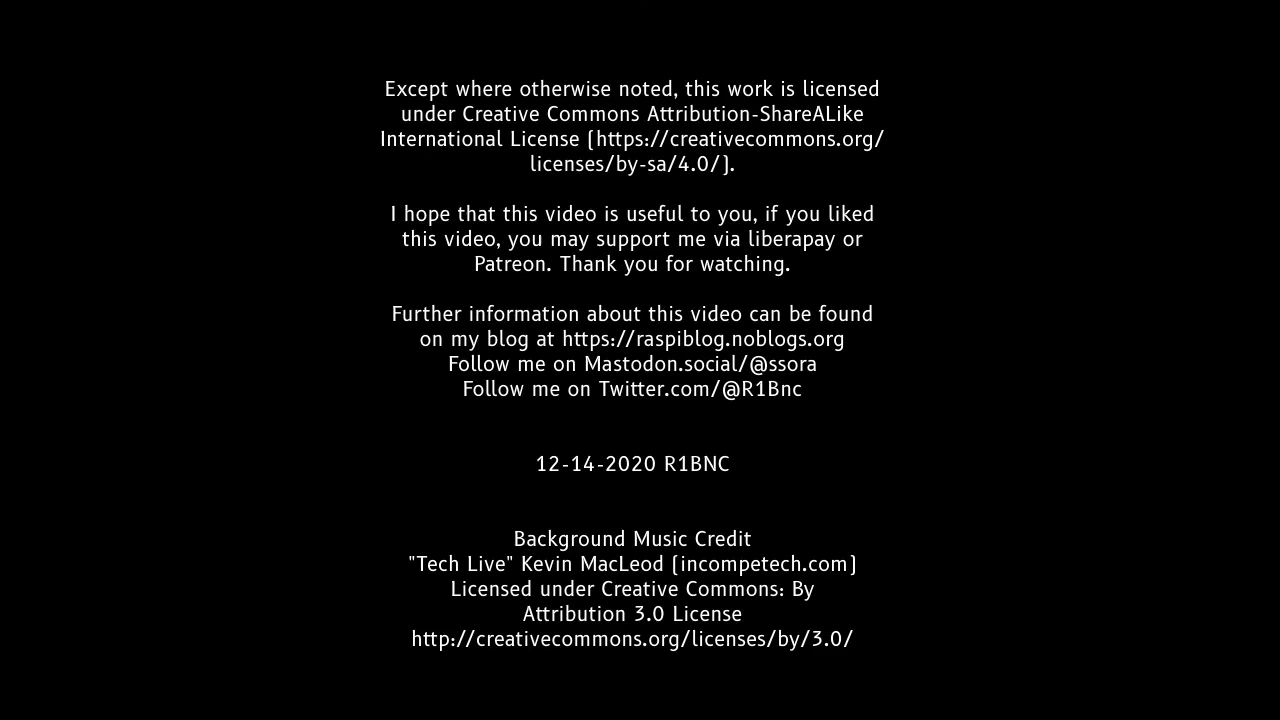 Except where otherwise noted, this work is licensed
under Creative Commons Attribution-ShareALike
International License (https://creativecommons.org/
licenses/by-sa/4.0/).
I hope that this video is useful to you, if you liked
this video, you may support me via liberapay or
Patreon. Thank you for watching.
Further information about this video can be found
on my blog at https://raspiblog.noblogs.org
Follow me on Mastodon.social/@ssora
Follow me on Twitter.com/@R1Bnc
12-14-2020 R1BNC
Background Music Credit
"Tech Live" Kevin MacLeod (incompetech.com)
Licensed under Creative Commons: By
Attribution 3.0 License
http://creativecommons.org/licenses/by/3.0/